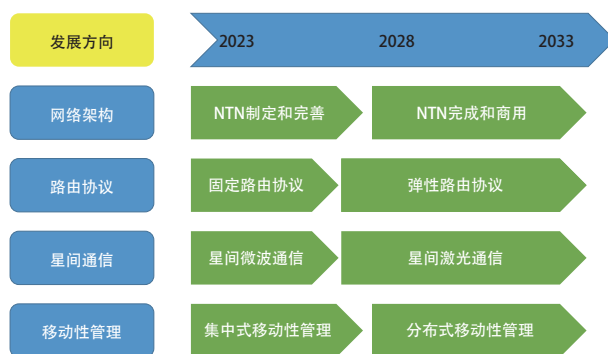 发展方向 2023 2028 2033
网络架构 NTN制定和完善 NTN完成和商用
路由协议 固定路由协议 弹性路由协议
星间通信 星间微波通信 星间激光通信
移动性管理 集中式移动性管理 分布式移动性管理